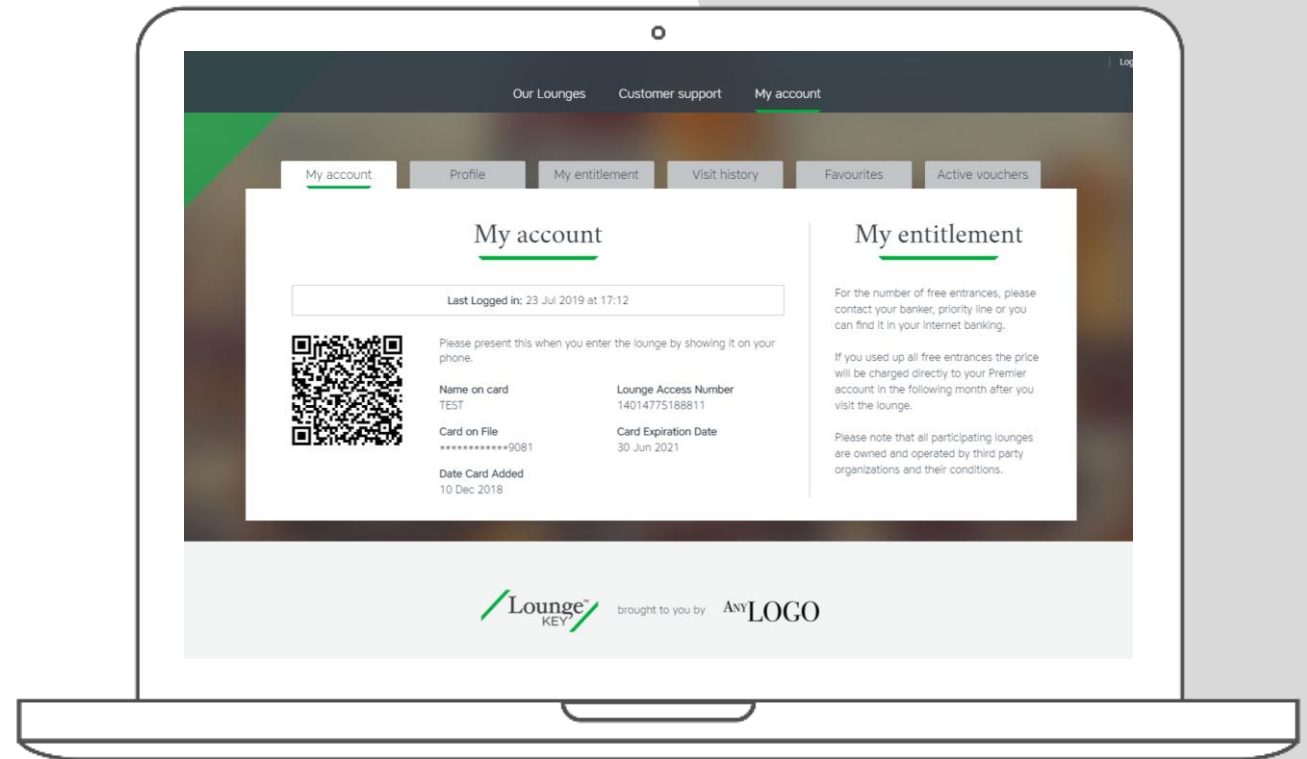 Log
Our Lounges Customer support My account
My account Profile My entitlement Visit history Favourites Active vouchers
My account
Last Logged in: 23 Jul 2019 at 17:12
Please present this when you enter the lounge by showing it on your
phone.
Name on card Lounge Access Number
TEST 14014775188811
Card on File Card Expiration Date
************9081 30 Jun 2021
Date Card Added
10 Dec 2018
My entitlement
For the number of free entrances, please
contact your banker, priority line or you
can find it in your internet banking.
If you used up all free entrances the price
will be charged directly to your Premier
account in the following month after you
visit the lounge.
Please note that all participating lounges
are owned and operated by third party
organizations and their conditions.
Lounge™
KEY
brought to you by ANY LOGO